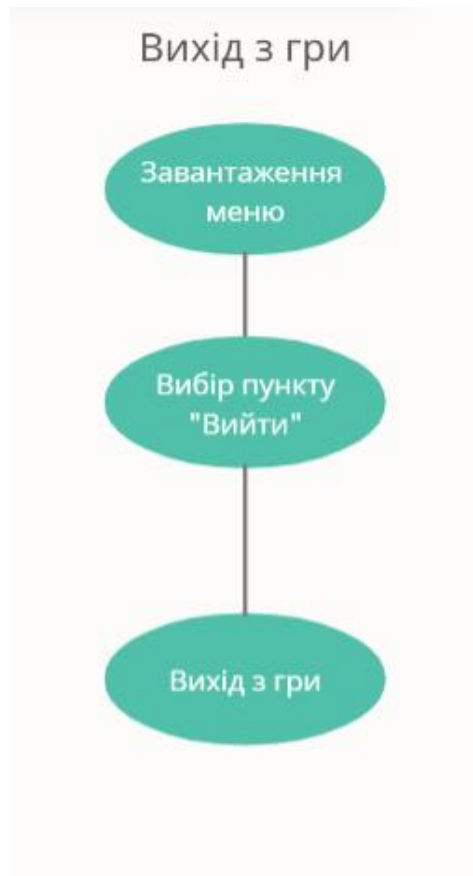 Вихід з гри
Завантаження
меню
Вибір пункту
"Вийти"
Вихід з гри